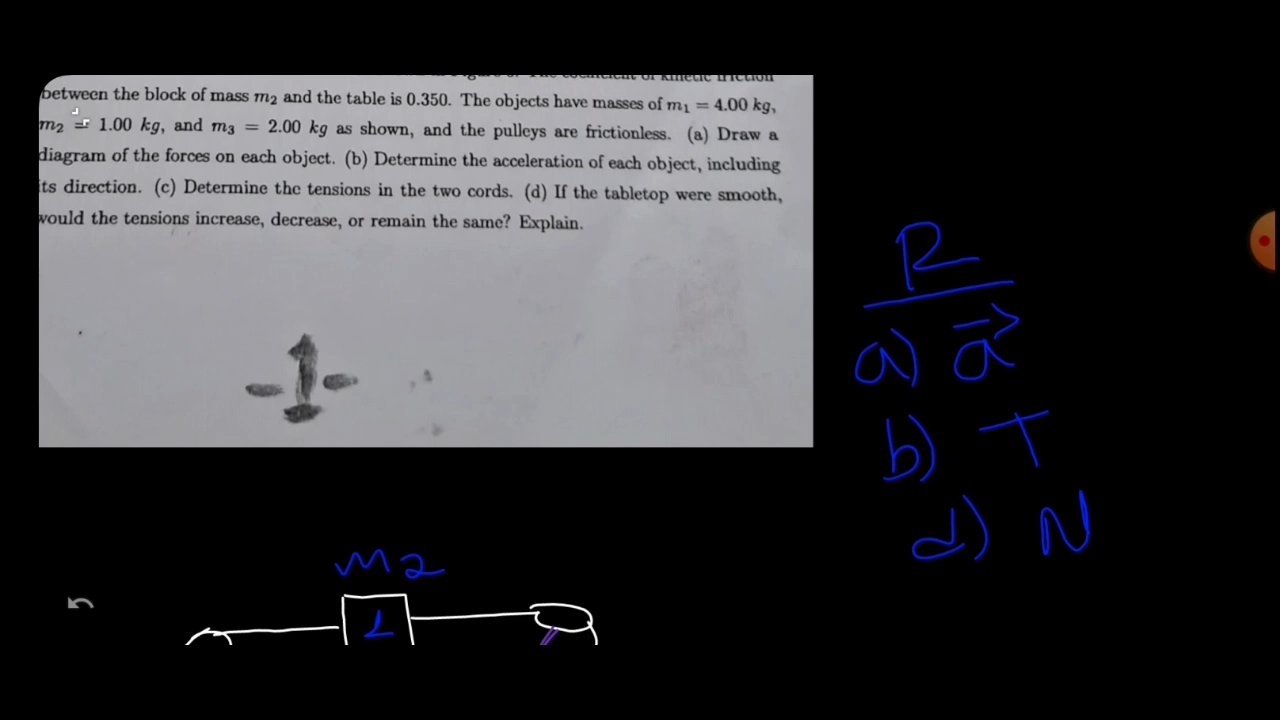 between the block of mass m₂ and the table is 0.350. The objects have masses of m₁ = 4.00 kg,
m₂ = 1.00 kg, and m₃ = 2.00 kg as shown, and the pulleys are frictionless. (a) Draw a
diagram of the forces on each object. (b) Determine the acceleration of each object, including
its direction. (c) Determine the tensions in the two cords. (d) If the tabletop were smooth,
would the tensions increase, decrease, or remain the same? Explain.
-1-
R
a) a⃗
b) T
d) N
m2
1